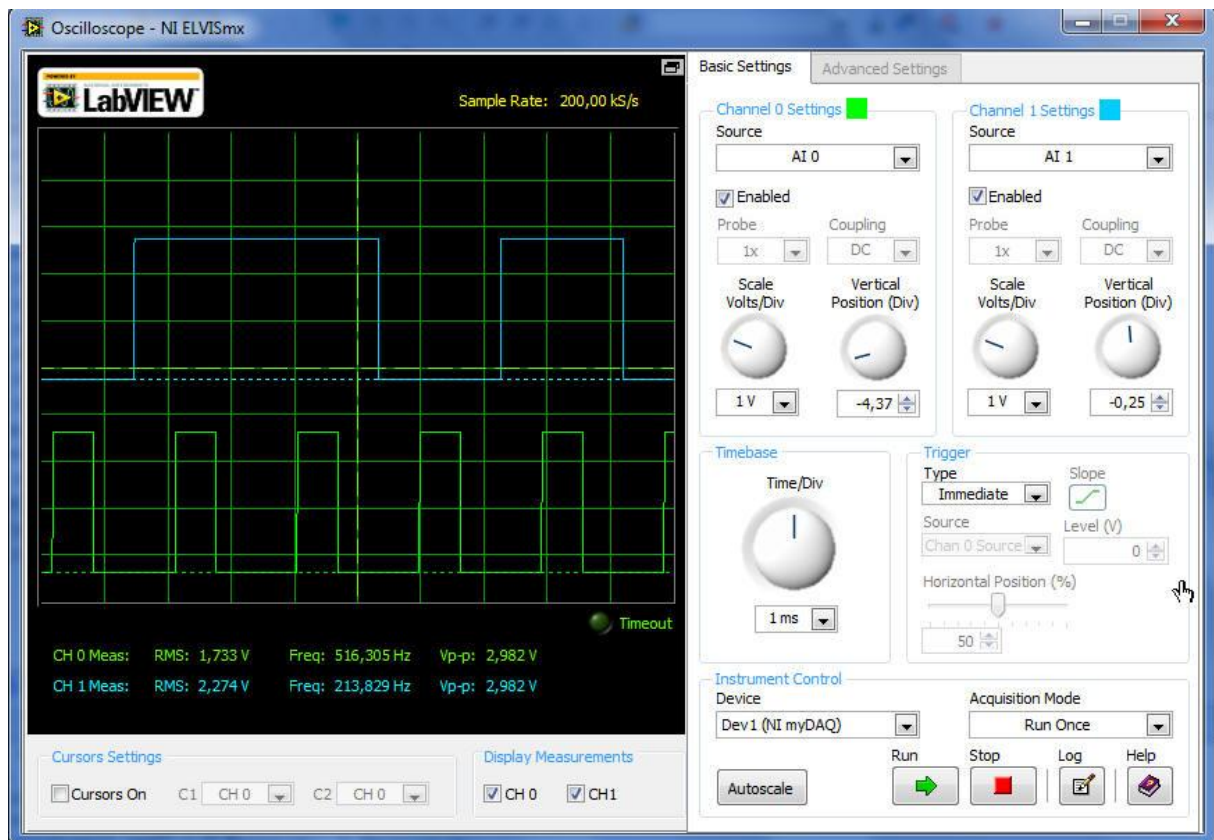 Oscilloscope - NI ELVISmx
POWERED BY
LabVIEW
Sample Rate: 200,00 kS/s
Timeout
CH 0 Meas: RMS: 1,733 V Freq: 516,305 Hz Vp-p: 2,982 V
CH 1 Meas: RMS: 2,274 V Freq: 213,829 Hz Vp-p: 2,982 V
Cursors Settings
Cursors On C1 CH 0 C2 CH 0
Display Measurements
CH 0 CH1
Basic Settings Advanced Settings
Channel 0 Settings
Source
AI 0
Enabled
Probe Coupling
1x DC
Scale Vertical
Volts/Div Position (Div)
1 V -4,37
Channel 1 Settings
Source
AI 1
Enabled
Probe Coupling
1x DC
Scale Vertical
Volts/Div Position (Div)
1 V -0,25
Timebase
Time/Div
1 ms
Trigger
Type Slope
Immediate
Source Level (V)
Chan 0 Source 0
Horizontal Position (%)
50
Instrument Control
Device Acquisition Mode
Dev1 (NI myDAQ) Run Once
Run Stop Log Help
Autoscale